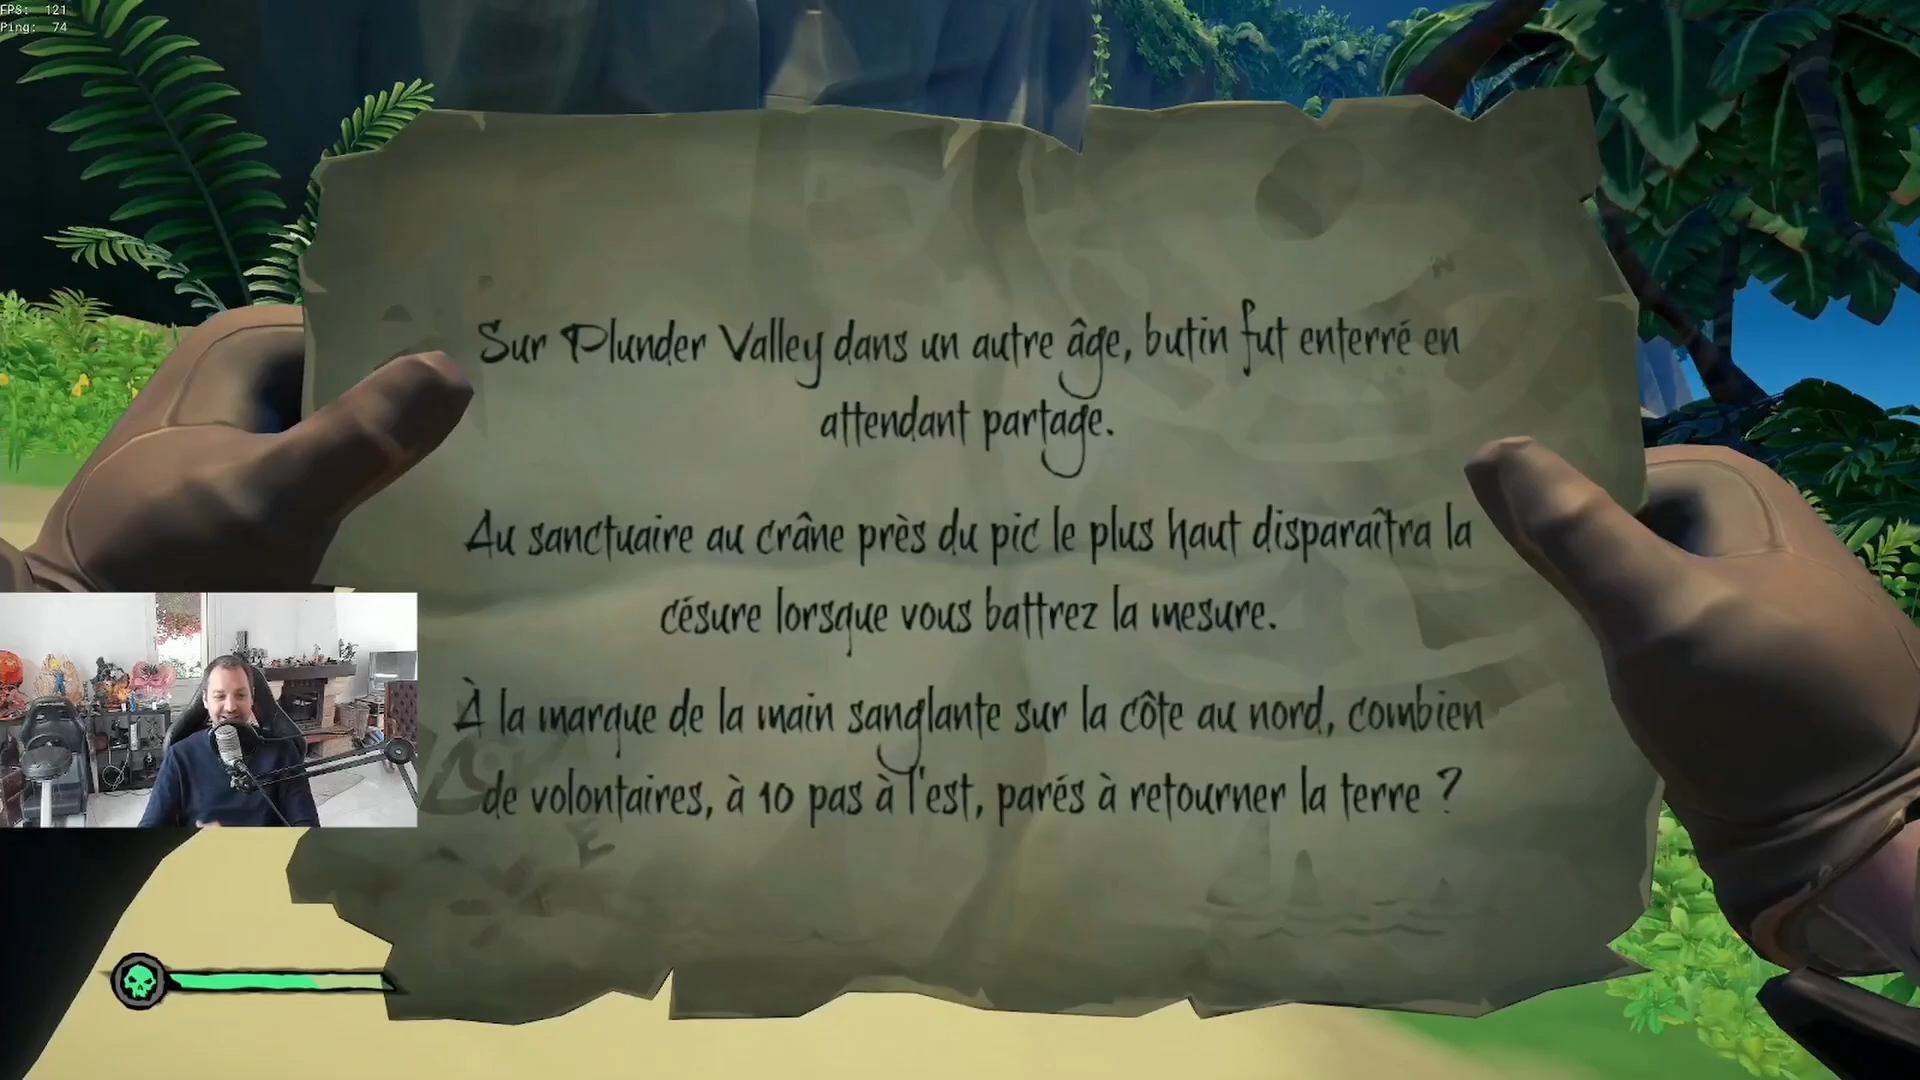 FPS: 121
Ping: 74
Sur Plunder Valley dans un autre âge, butin fut enterré en
attendant partage.
Au sanctuaire au crâne près du pic le plus haut disparaîtra la
césure lorsque vous battrez la mesure.
À la marque de la main sanglante sur la côte au nord, combien
de volontaires, à 10 pas à l'est, parés à retourner la terre ?
N
E